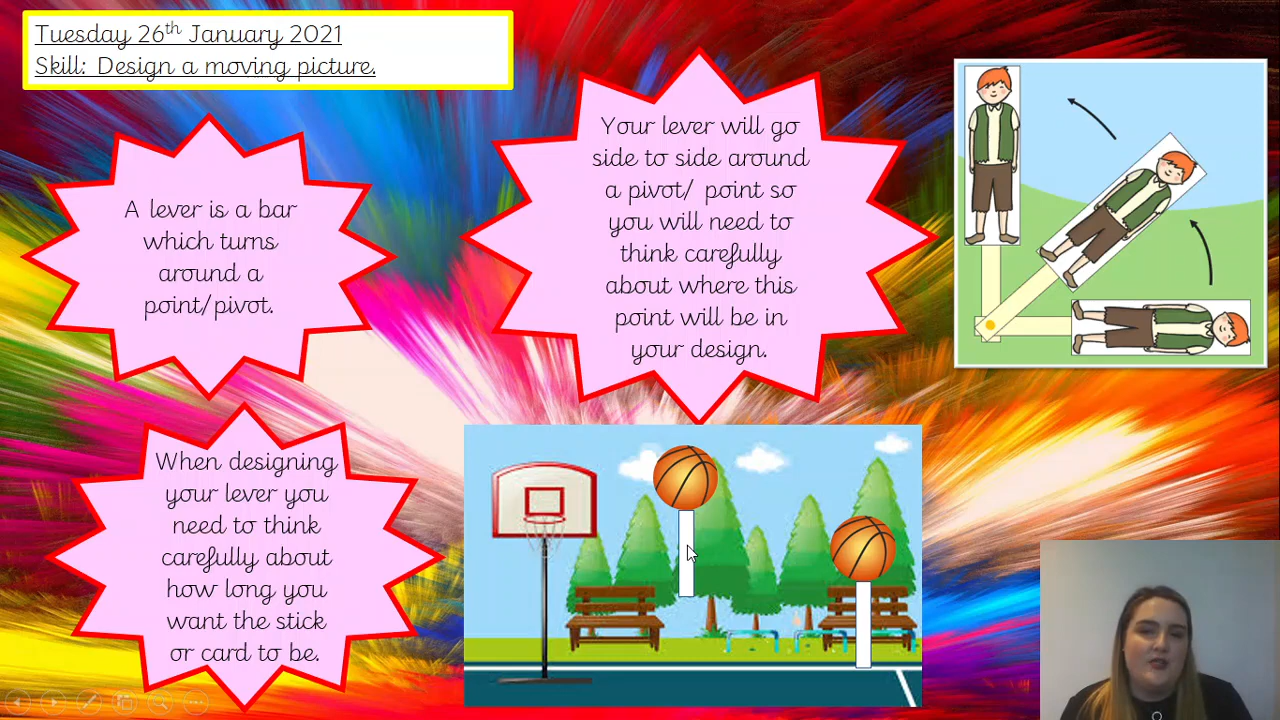 Tuesday 26th January 2021
Skill: Design a moving picture.
A lever is a bar
which turns
around a
point/pivot.
Your lever will go
side to side around
a pivot/ point so
you will need to
think carefully
about where this
point will be in
your design.
When designing
your lever you
need to think
carefully about
how long you
want the stick
or card to be.